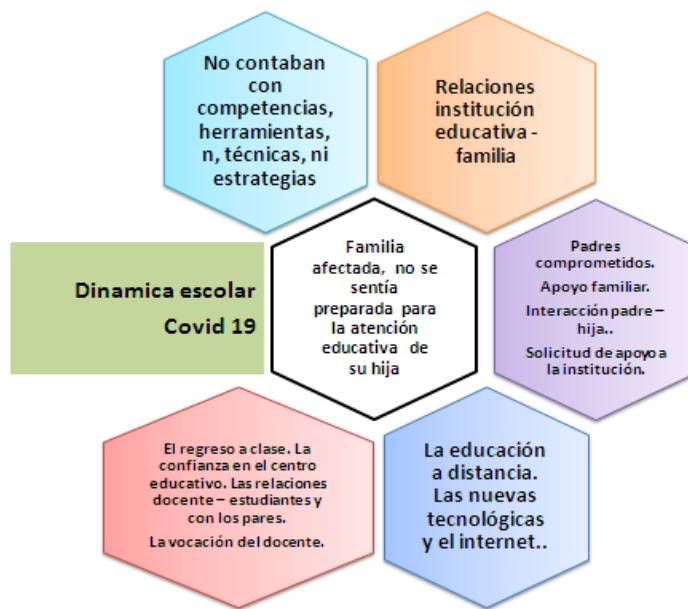 No contaban
con
competencias,
herramientas,
n, técnicas, ni
estrategias
Relaciones
institución
educativa -
familia
Dinamica escolar
Covid 19
Familia
afectada, no se
sentía
preparada para
la atención
educativa de
su hija
Padres
comprometidos.
Apoyo familiar.
Interacción padre –
hija..
Solicitud de apoyo a
la institución.
El regreso a clase. La
confianza en el centro
educativo. Las relaciones
docente – estudiantes y
con los pares.
La vocación del docente.
La educación
a distancia.
Las nuevas
tecnológicas
y el internet..